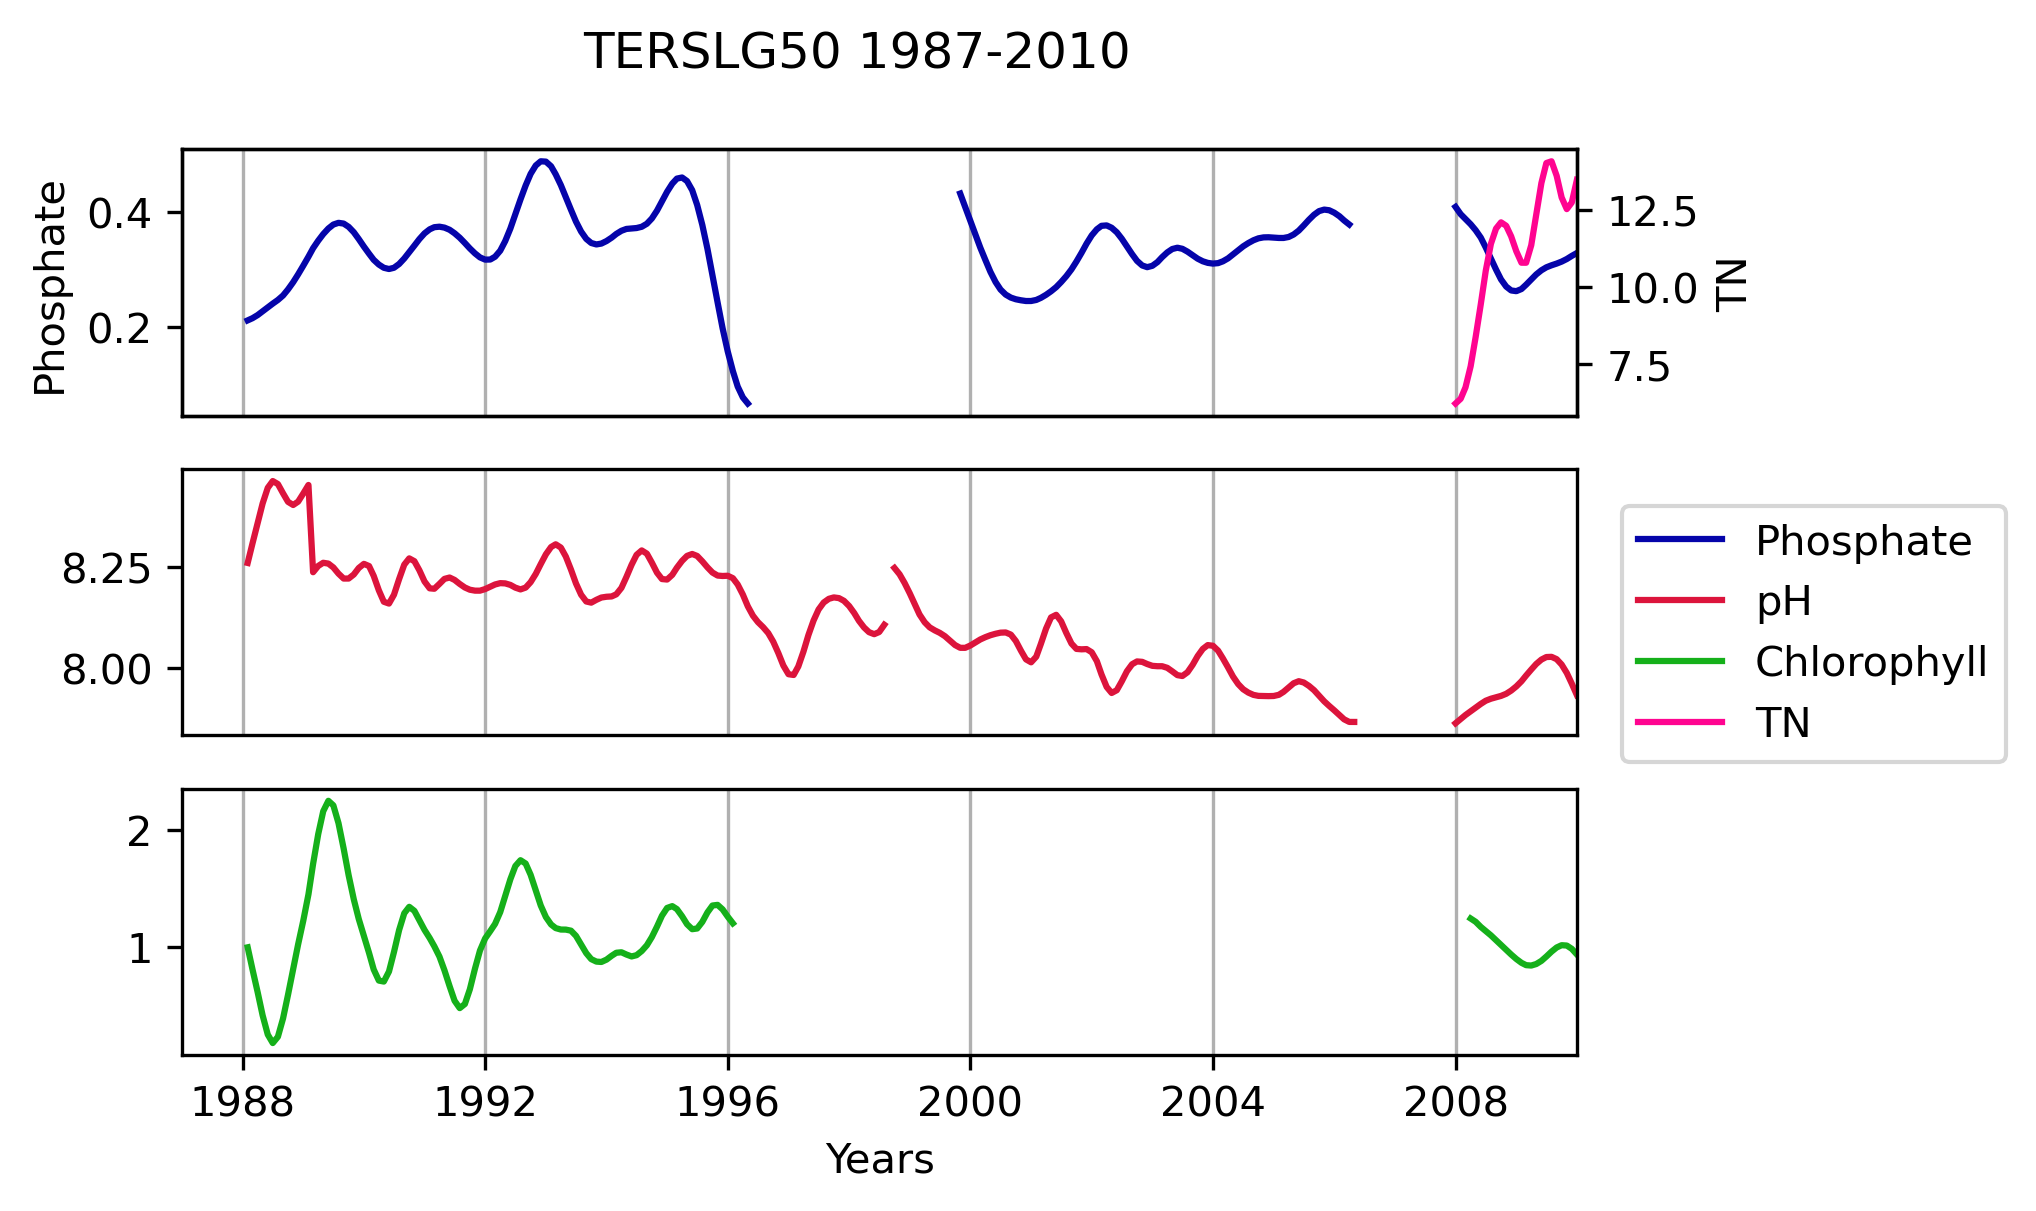 TERSLG50 1987-2010
Phosphate
0.4
0.2
12.5
10.0
7.5
TN
8.25
8.00
Phosphate
pH
Chlorophyll
TN
2
1
1988 1992 1996 2000 2004 2008
Years